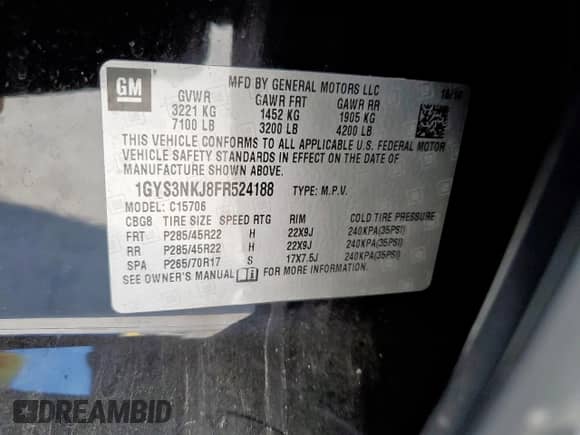 GM
MFD BY GENERAL MOTORS LLC
GVWR GAWR FRT GAWR RR
3221 KG 1452 KG 1905 KG
7100 LB 3200 LB 4200 LB
THIS VEHICLE CONFORMS TO ALL APPLICABLE U.S. FEDERAL MOTOR
VEHICLE SAFETY STANDARDS IN EFFECT ON THE DATE OF
MANUFACTURE SHOWN ABOVE.
1GYS3NKJ8FR524188 TYPE: M.P.V.
MODEL: C15706
CBG8 TIRE SIZE SPEED RTG RIM COLD TIRE PRESSURE
FRT P285/45R22 H 22X9J 240KPA(35PSI)
RR P285/45R22 H 22X9J 240KPA(35PSI)
SPA P265/70R17 S 17X7.5J 240KPA(35PSI)
SEE OWNER'S MANUAL FOR MORE INFORMATION.
DREAMBID